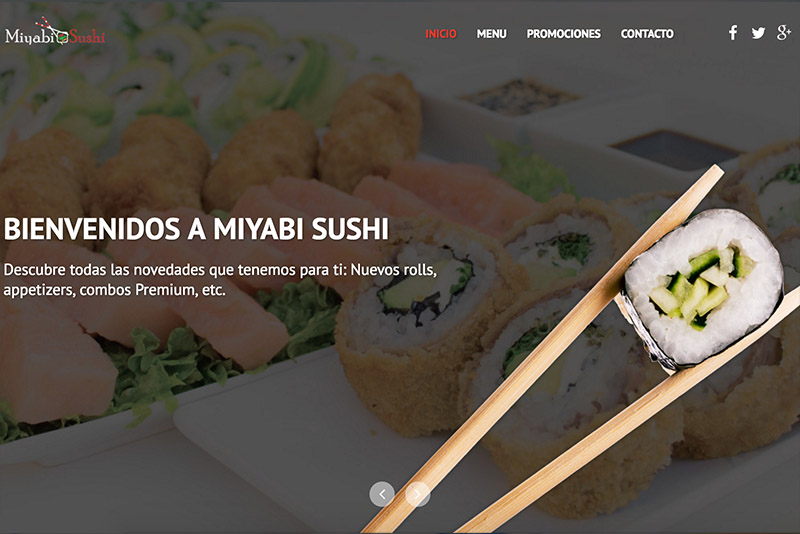 Miyabi Sushi
INICIO MENU PROMOCIONES CONTACTO
BIENVENIDOS A MIYABI SUSHI
Descubre todas las novedades que tenemos para ti: Nuevos rolls,
appetizers, combos Premium, etc.